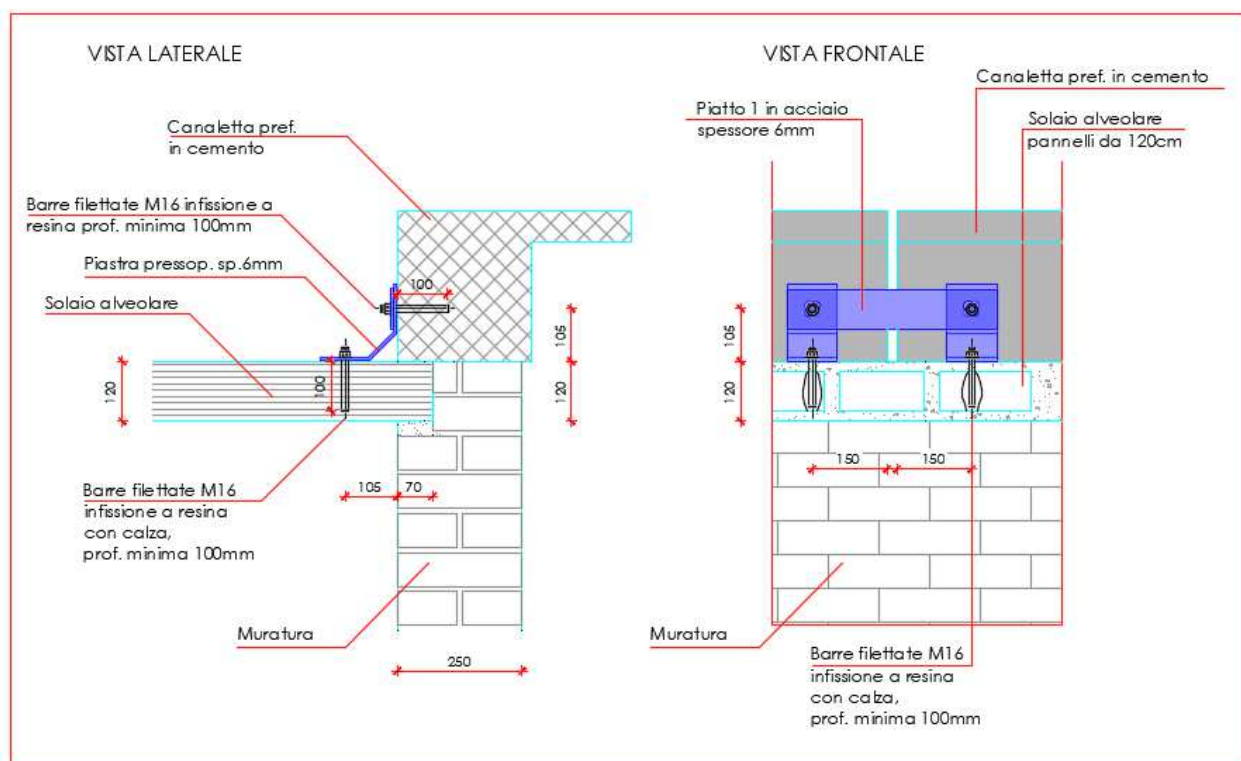 VISTA LATERALE
Canaletta pref.
in cemento
Barre filettate M16 infissione a
resina prof. minima 100mm
Piastra pressop. sp.6mm
Solaio alveolare
100
105
120
100
120
105
70
Barre filettate M16
infissione a resina
con calza,
prof. minima 100mm
Muratura
250
VISTA FRONTALE
Canaletta pref. in cemento
Piatto 1 in acciaio
spessore 6mm
Solaio alveolare
pannelli da 120cm
105
120
150
150
Muratura
Barre filettate M16
infissione a resina
con calza,
prof. minima 100mm